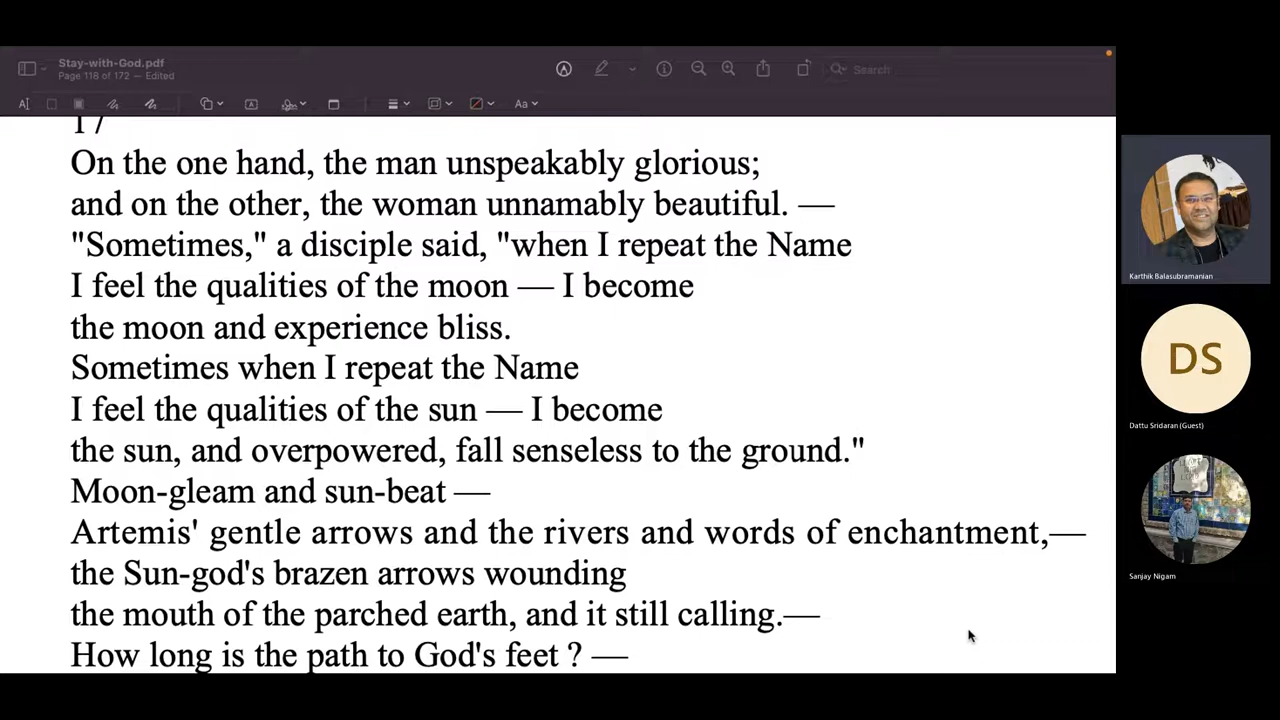 Stay-with-God.pdf
Page 118 of 172 — Edited
Search
Aa
17
On the one hand, the man unspeakably glorious;
and on the other, the woman unnamably beautiful. —
"Sometimes," a disciple said, "when I repeat the Name
I feel the qualities of the moon — I become
the moon and experience bliss.
Sometimes when I repeat the Name
I feel the qualities of the sun — I become
the sun, and overpowered, fall senseless to the ground."
Moon-gleam and sun-beat —
Artemis' gentle arrows and the rivers and words of enchantment,—
the Sun-god's brazen arrows wounding
the mouth of the parched earth, and it still calling.—
How long is the path to God's feet ? —
Karthik Balasubramanian
DS
Dattu Sridaran (Guest)
Sanjay Nigam